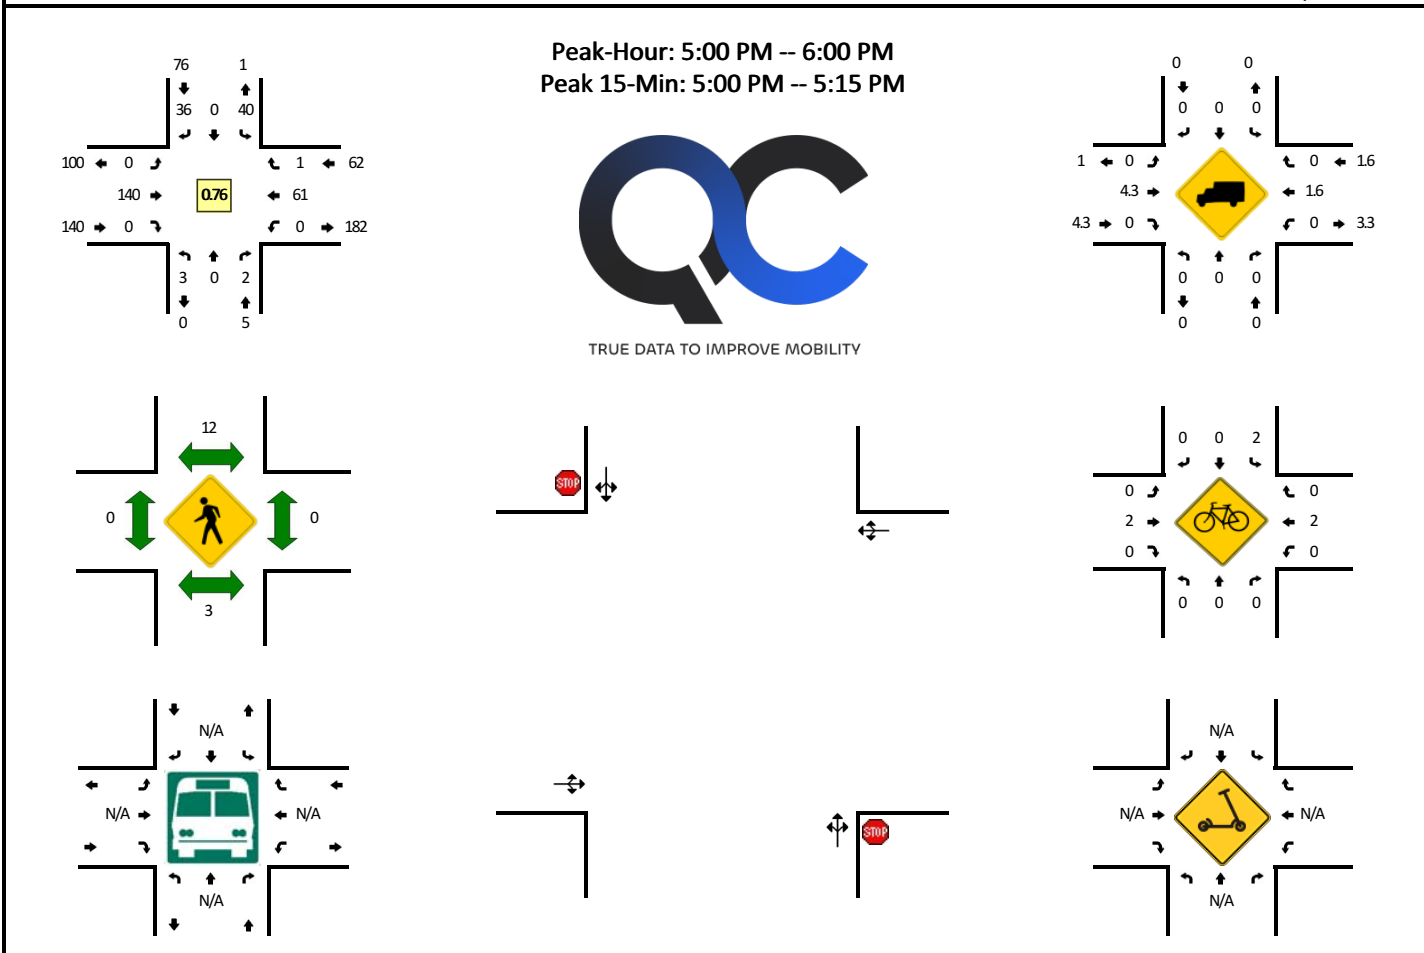 Peak-Hour: 5:00 PM -- 6:00 PM
Peak 15-Min: 5:00 PM -- 5:15 PM
76 1
36 0 40
100 0 1 62
140 0.76 61
140 0 0 182
3 0 2
0 5
QC
TRUE DATA TO IMPROVE MOBILITY
0 0
0 0 0
1 0 0 1.6
4.3 1.6
4.3 0 0 3.3
0 0 0
0 0
12
0 0
3
STOP
STOP
0 0 2
0 0
2 2
0 0
0 0 0
N/A
N/A N/A
N/A
N/A
N/A N/A
N/A